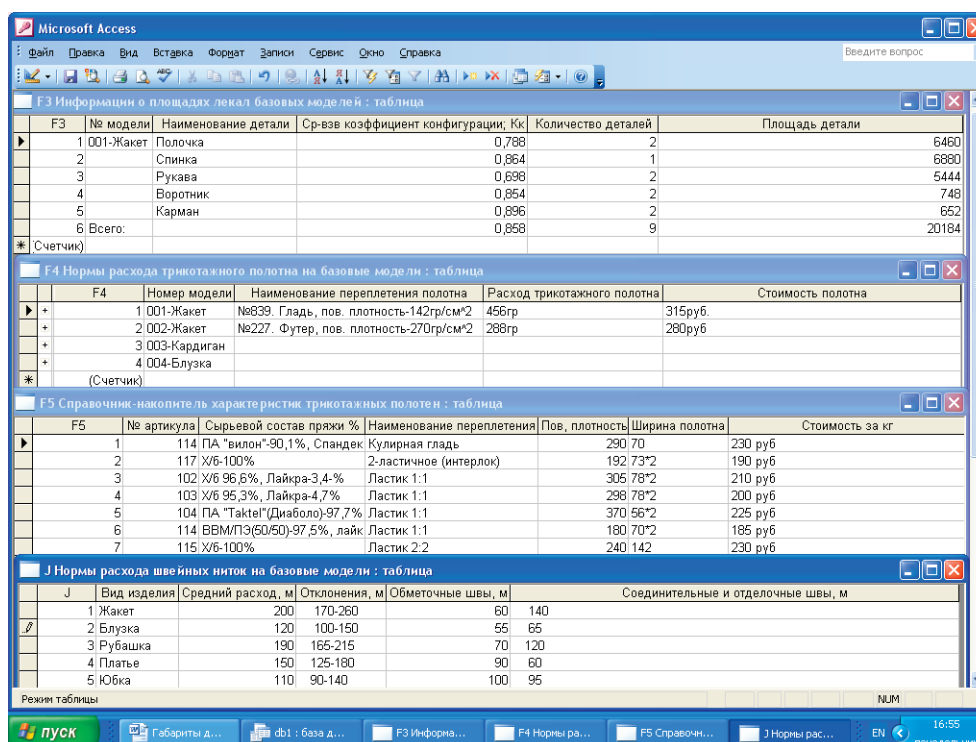 Microsoft Access
Файл Правка Вид Вставка Формат Записи Сервис Окно Справка Введите вопрос
F3 Информации о площадях лекал базовых моделей : таблица
F3 № модели Наименование детали Ср-взв коэффициент конфигурации; Кк Количество деталей Площадь детали
1 001-Жакет Полочка 0,788 2 6460
2 Спинка 0,864 1 6880
3 Рукава 0,698 2 5444
4 Воротник 0,854 2 748
5 Карман 0,896 2 652
6 Всего: 0,858 9 20184
Счетчик)
F4 Нормы расхода трикотажного полотна на базовые модели : таблица
F4 Номер модели Наименование переплетения полотна Расход трикотажного полотна Стоимость полотна
1 001-Жакет №839. Гладь, пов. плотность-142гр/см^2 456гр 315руб.
2 002-Жакет №227. Футер, пов. плотность-270гр/см^2 288гр 280руб
3 003-Кардиган
4 004-Блузка
(Счетчик)
F5 Справочник-накопитель характеристик трикотажных полотен : таблица
F5 № артикула Сырьевой состав пряжи % Наименование переплетения Пов, плотность Ширина полотна Стоимость за кг
1 114 ПА "вилон"-90,1%, Спандек Кулирная гладь 290 70 230 руб
2 117 Х/б-100% 2-ластичное (интерлок) 192 73*2 190 руб
3 102 Х/б 96,6%, Лайкра-3,4-% Ластик 1:1 305 78*2 210 руб
4 103 Х/б 95,3%, Лайкра-4,7% Ластик 1:1 298 78*2 200 руб
5 104 ПА "Taktel"(Диаболо)-97,7% Ластик 1:1 370 56*2 225 руб
6 114 ВВМ/ПЭ(50/50)-97,5%, лайк Ластик 1:1 180 70*2 185 руб
7 115 Х/б-100% Ластик 2:2 240 142 230 руб
J Нормы расхода швейных ниток на базовые модели : таблица
J Вид изделия Средний расход, м Отклонения, м Обметочные швы, м Соединительные и отделочные швы, м
1 Жакет 200 170-260 60 140
2 Блузка 120 100-150 55 65
3 Рубашка 190 165-215 70 120
4 Платье 150 125-180 90 60
5 Юбка 110 90-140 100 95
Режим таблицы NUM
пуск Габариты д... db1 : база д... F3 Информа... F4 Нормы ра... F5 Справочн... J Нормы рас... EN 16:55